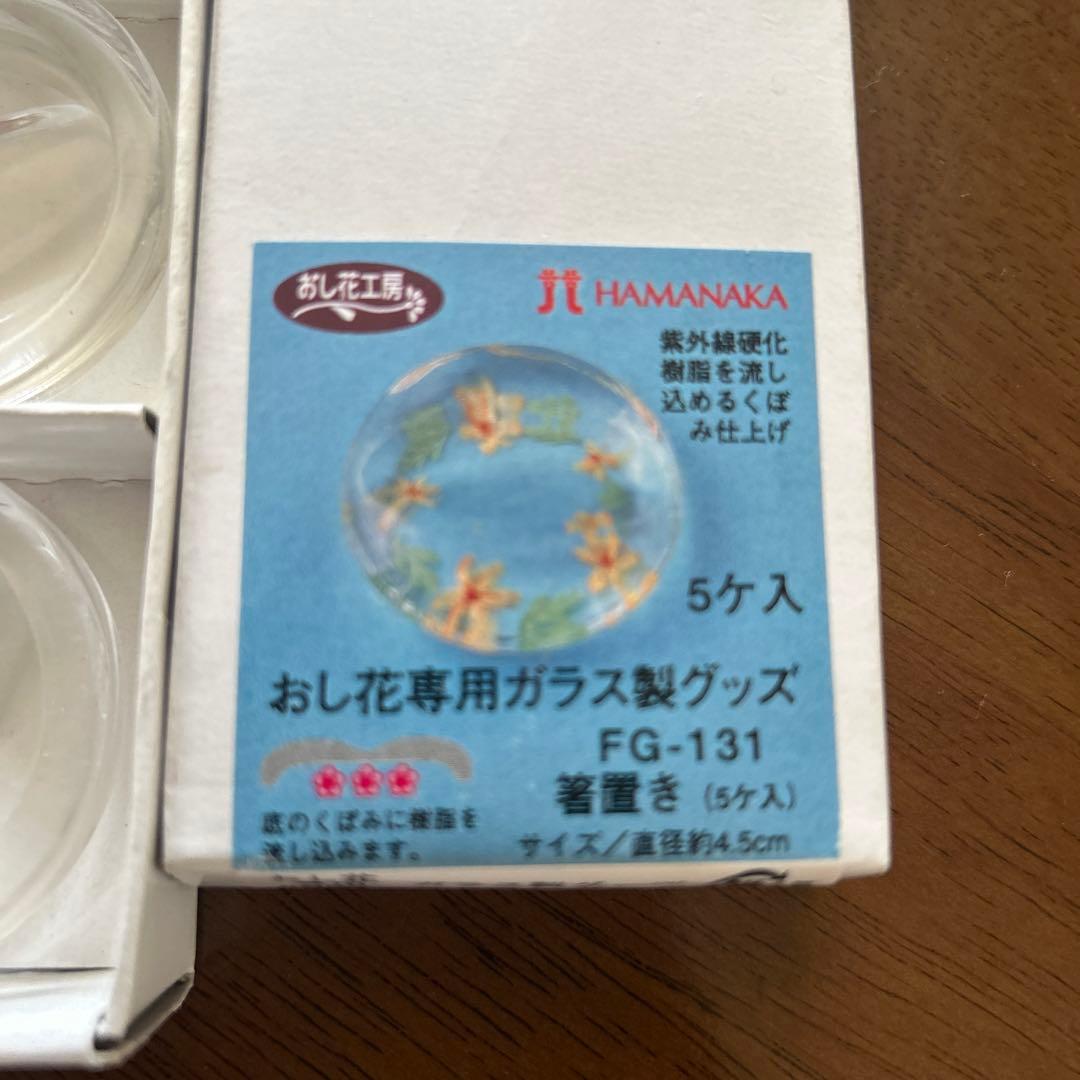 おし花工房
HAMANAKA
紫外線硬化
樹脂を流し
込めるくぼ
み仕上げ
5ケ入
おし花専用ガラス製グッズ
FG-131
箸置き (5ケ入)
底のくぼみに樹脂を
流し込みます。
サイズ/直径約4.5cm